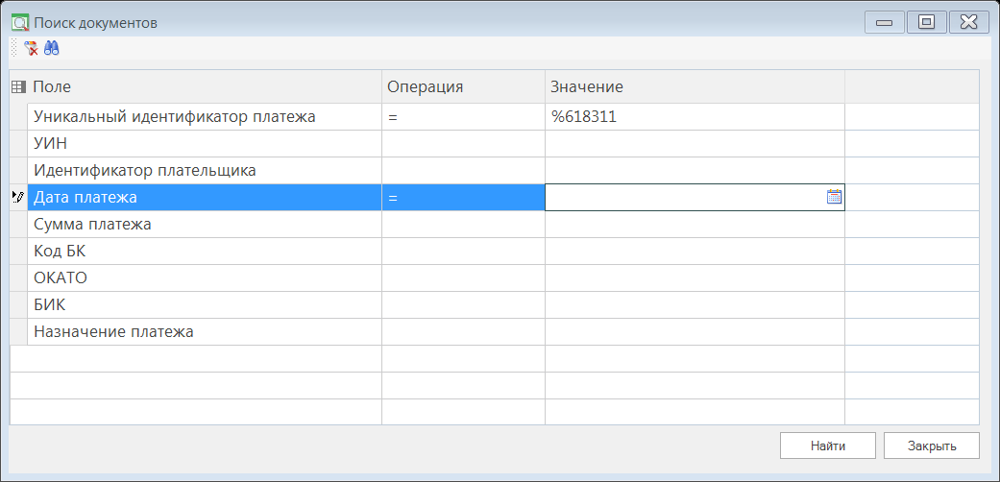 Поиск документов
Поле Операция Значение
Уникальный идентификатор платежа = %618311
УИН
Идентификатор плательщика
Дата платежа =
Сумма платежа
Код БК
ОКАТО
БИК
Назначение платежа
Найти Закрыть